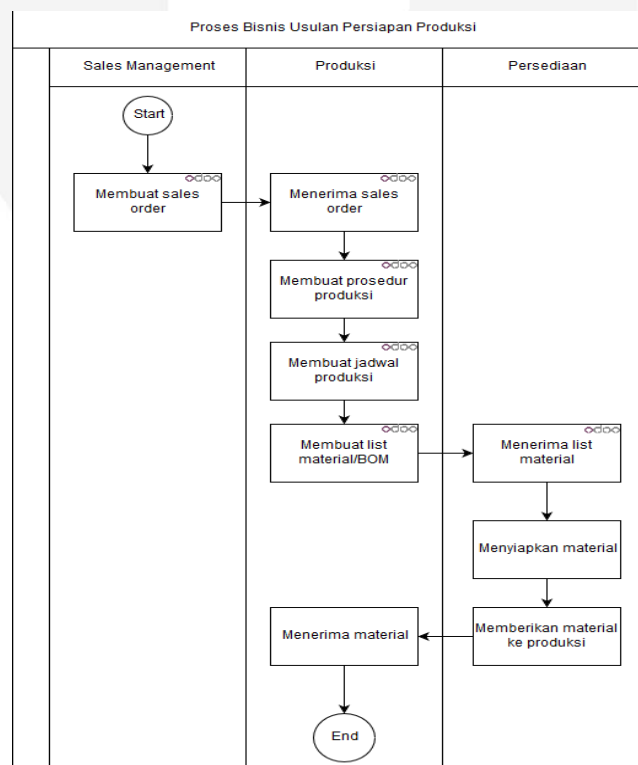 Proses Bisnis Usulan Persiapan Produksi
Sales Management
Produksi
Persediaan
Start
odoo
Membuat sales
order
odoo
Menerima sales
order
odoo
Membuat prosedur
produksi
odoo
Membuat jadwal
produksi
odoo
Membuat list
material/BOM
odoo
Menerima list
material
Menyiapkan material
Memberikan material
ke produksi
Menerima material
End